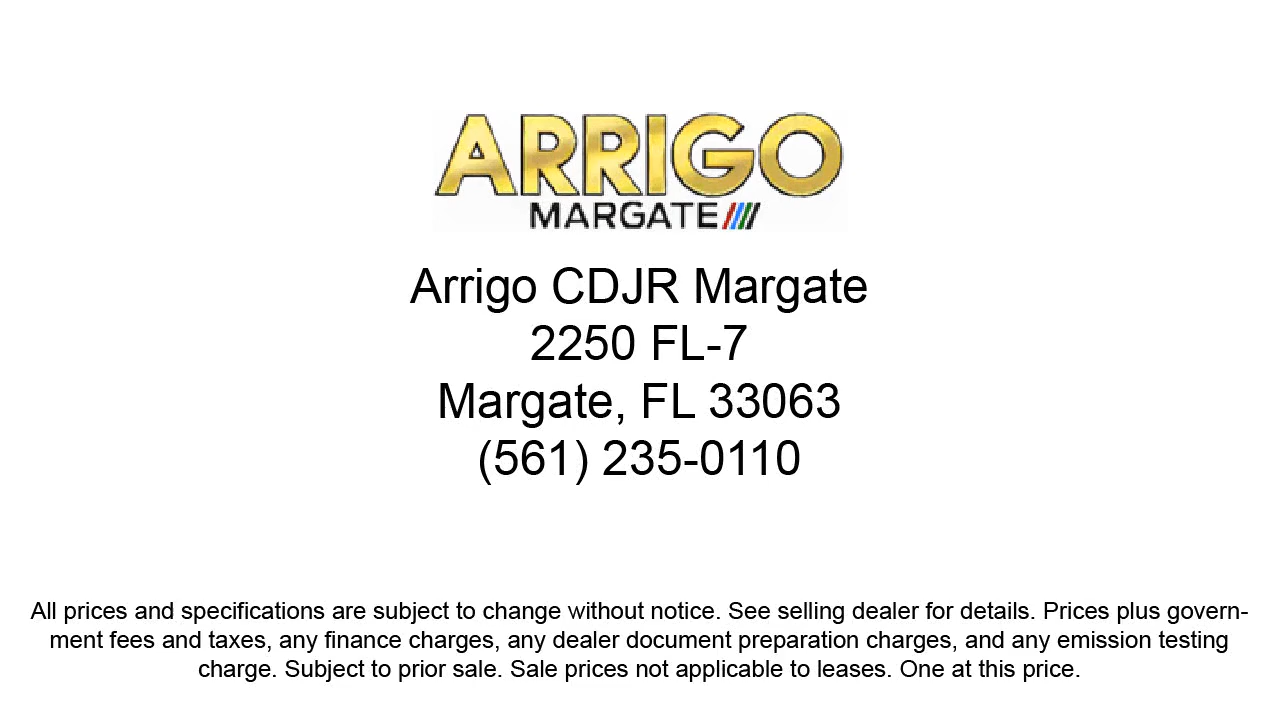 ARRIGO
MARGATE
Arrigo CDJR Margate
2250 FL-7
Margate, FL 33063
(561) 235-0110
All prices and specifications are subject to change without notice. See selling dealer for details. Prices plus govern-
ment fees and taxes, any finance charges, any dealer document preparation charges, and any emission testing
charge. Subject to prior sale. Sale prices not applicable to leases. One at this price.